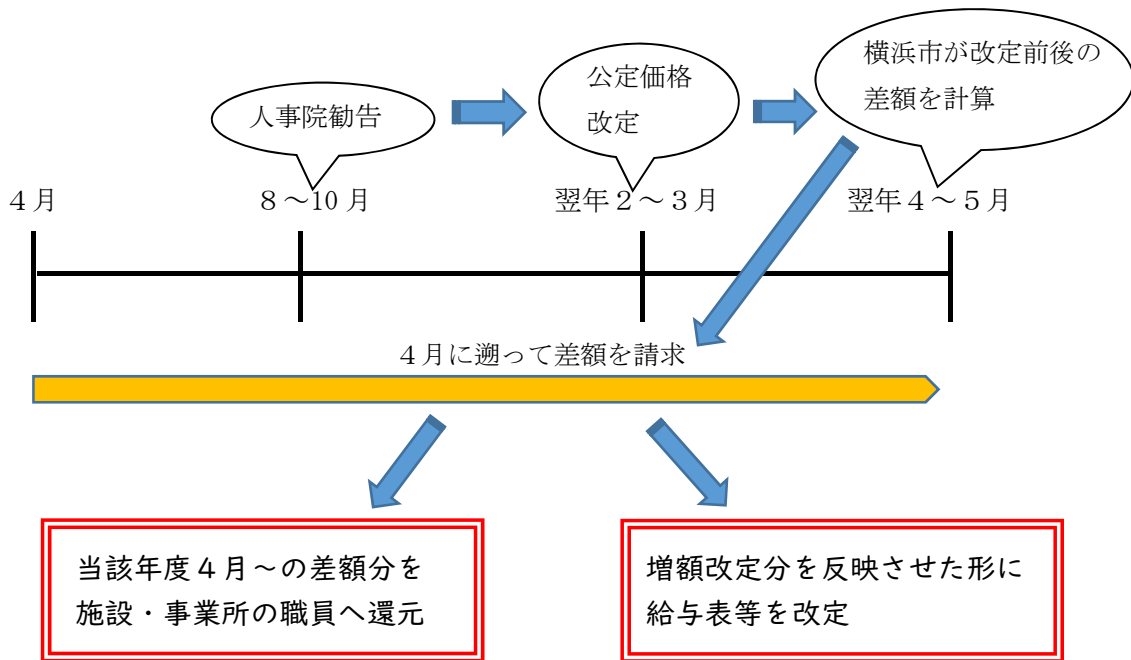 人事院勧告
公定価格
改定
横浜市が改定前後の
差額を計算
４月
８～10 月
翌年２～３月
翌年４～５月
４月に遡って差額を請求
当該年度４月～の差額分を
施設・事業所の職員へ還元
増額改定分を反映させた形に
給与表等を改定